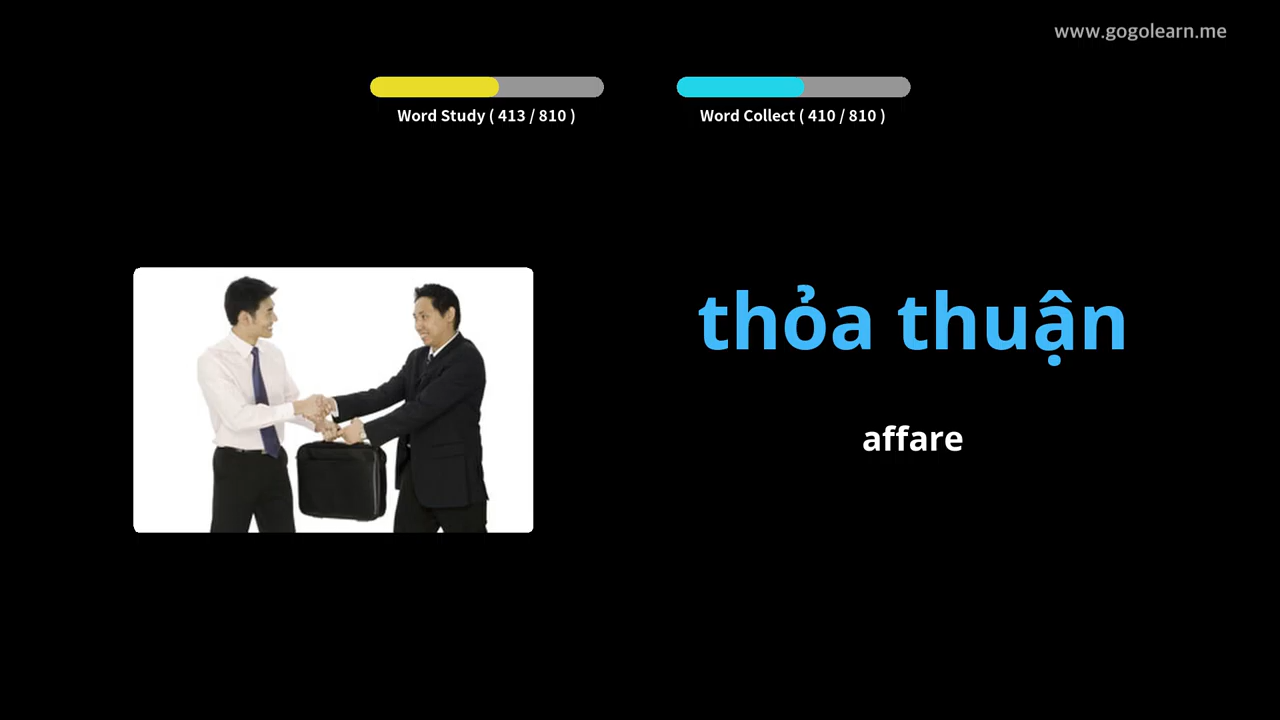 www.gogolearn.me
Word Study ( 413 / 810 )
Word Collect ( 410 / 810 )
thỏa thuận
affare